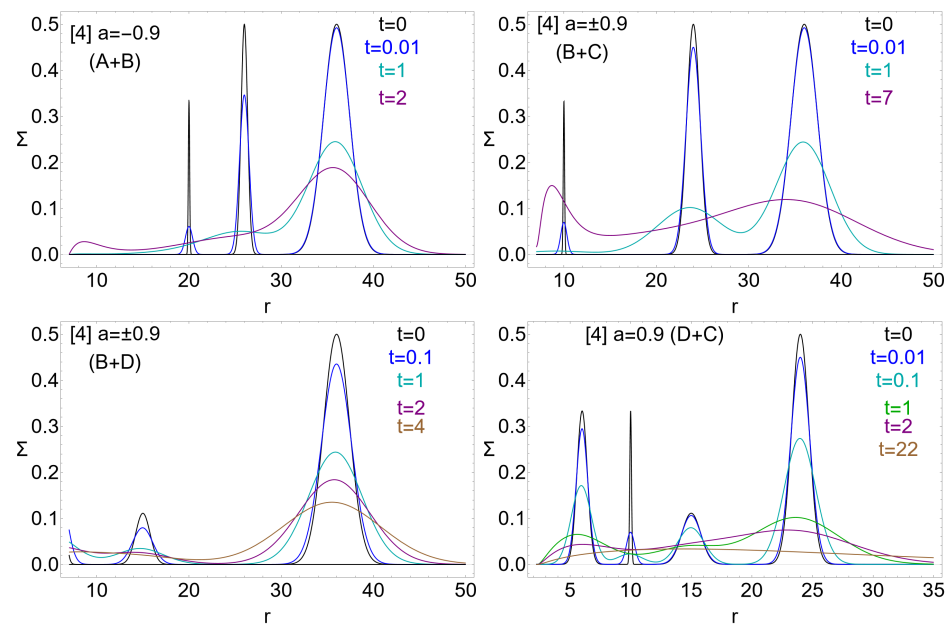 [4] a=−0.9
(A+B)
t=0
t=0.01
t=1
t=2
Σ
0.5
0.4
0.3
0.2
0.1
0.0
10 20 30 40 50
r
[4] a=±0.9
(B+C)
t=0
t=0.01
t=1
t=7
Σ
0.5
0.4
0.3
0.2
0.1
0.0
10 20 30 40 50
r
[4] a=±0.9
(B+D)
t=0
t=0.1
t=1
t=2
t=4
Σ
0.5
0.4
0.3
0.2
0.1
0.0
10 20 30 40 50
r
[4] a=0.9 (D+C)
t=0
t=0.01
t=0.1
t=1
t=2
t=22
Σ
0.5
0.4
0.3
0.2
0.1
0.0
5 10 15 20 25 30 35
r